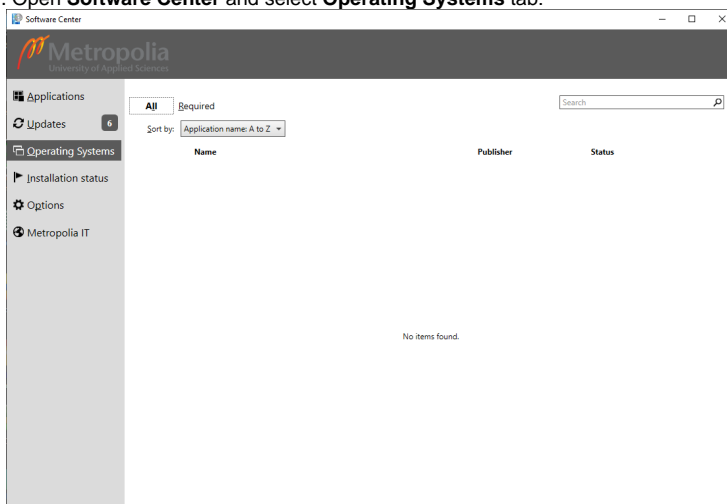 . Open Software Center and select Operating Systems tab.
Software Center
Metropolia
University of Applied Sciences
Applications
Updates 6
Operating Systems
Installation status
Options
Metropolia IT
All Required
Search
Sort by: Application name: A to Z
Name Publisher Status
No items found.